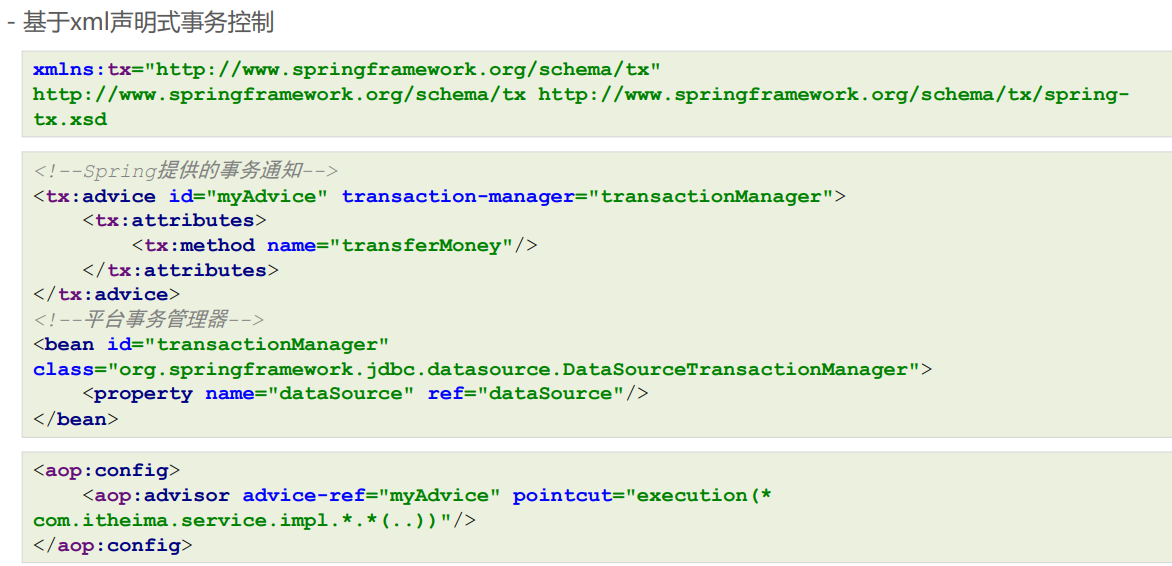 - 基于xml声明式事务控制
xmlns:tx="http://www.springframework.org/schema/tx"
http://www.springframework.org/schema/tx http://www.springframework.org/schema/tx/spring-
tx.xsd
<!--Spring提供的事务通知-->
<tx:advice id="myAdvice" transaction-manager="transactionManager">
    <tx:attributes>
        <tx:method name="transferMoney"/>
    </tx:attributes>
</tx:advice>
<!--平台事务管理器-->
<bean id="transactionManager"
class="org.springframework.jdbc.datasource.DataSourceTransactionManager">
    <property name="dataSource" ref="dataSource"/>
</bean>
<aop:config>
    <aop:advisor advice-ref="myAdvice" pointcut="execution(*
com.itheima.service.impl.*.*(..))"/>
</aop:config>